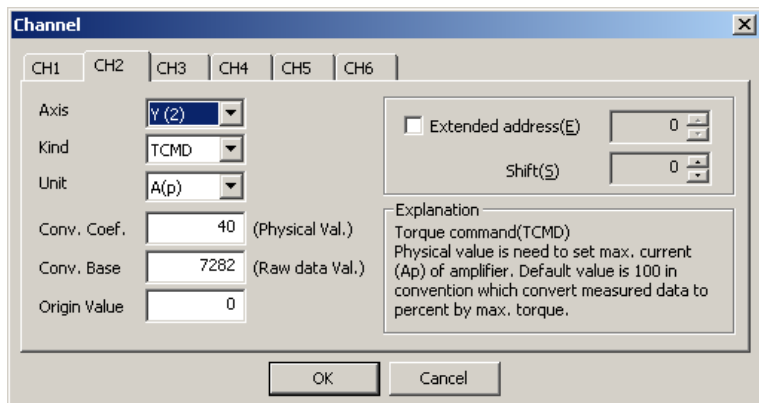 Channel
CH1 CH2 CH3 CH4 CH5 CH6
Axis Y (2)
Kind TCMD
Unit A(p)
Conv. Coef. 40 (Physical Val.)
Conv. Base 7282 (Raw data Val.)
Origin Value 0
Extended address(E) 0
Shift(S) 0
Explanation
Torque command(TCMD)
Physical value is need to set max. current
(Ap) of amplifier. Default value is 100 in
convention which convert measured data to
percent by max. torque.
OK Cancel